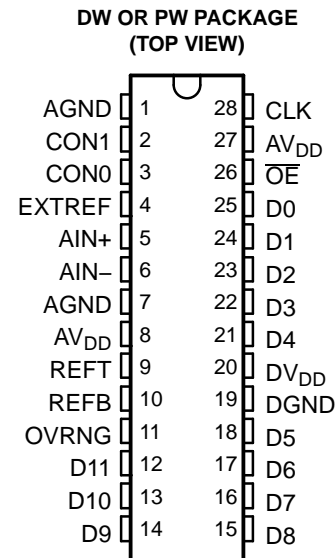 DW OR PW PACKAGE
(TOP VIEW)
AGND 1 28 CLK
CON1 2 27 AVDD
CON0 3 26 OE
EXTREF 4 25 D0
AIN+ 5 24 D1
AIN− 6 23 D2
AGND 7 22 D3
AVDD 8 21 D4
REFT 9 20 DVDD
REFB 10 19 DGND
OVRNG 11 18 D5
D11 12 17 D6
D10 13 16 D7
D9 14 15 D8